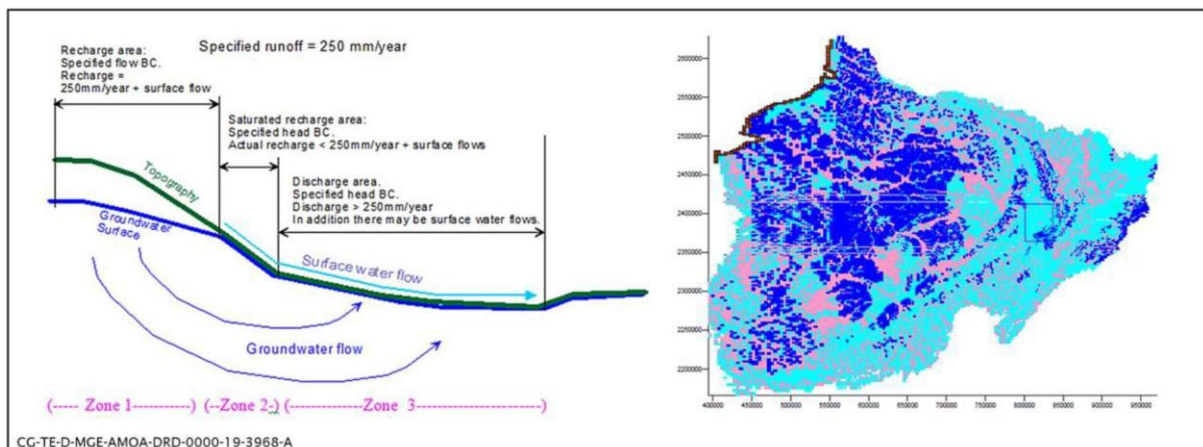 Specified runoff = 250 mm/year
Recharge area:
Specified flow BC.
Recharge =
250mm/year + surface flow
Saturated recharge area:
Specified head BC.
Actual recharge < 250mm/year + surface flows
Discharge area.
Specified head BC.
Discharge > 250mm/year
In addition there may be surface water flows.
Topography
Groundwater
Surface
Surface water flow
Groundwater flow
(----- Zone 1----------) (--Zone 2-) (---------------Zone 3--------------------)
2600000
2550000
2500000
2450000
2400000
2350000
2300000
2250000
2200000
400000 450000 500000 550000 600000 650000 700000 750000 800000 850000 900000 950000
CG-TE-D-MGE-AMOA-DRD-0000-19-3968-A